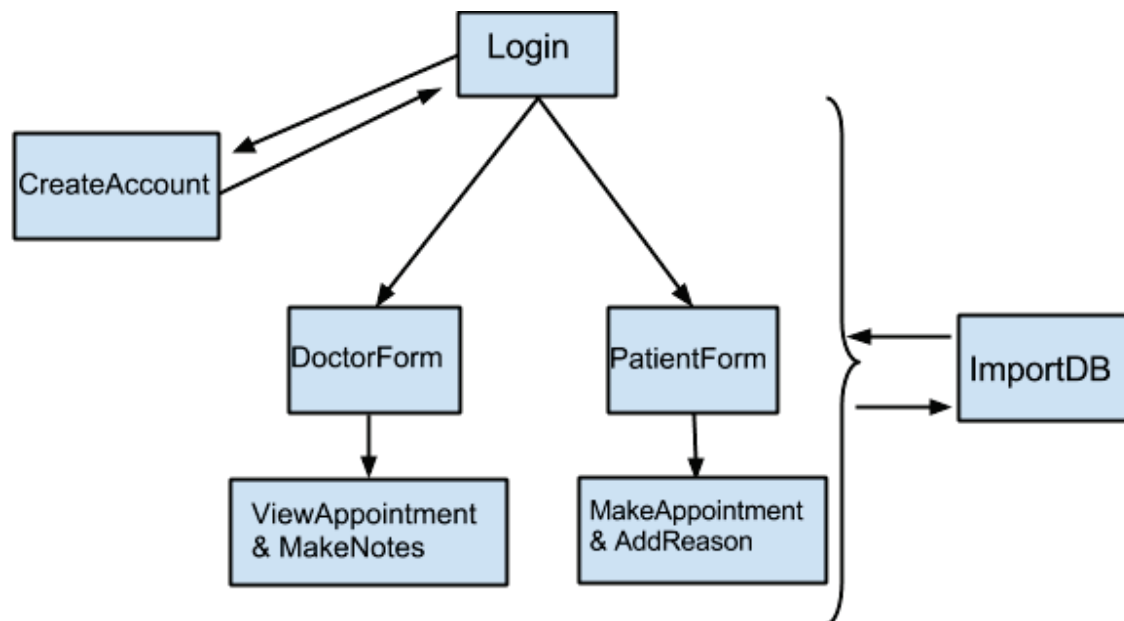 Login
CreateAccount
DoctorForm
PatientForm
ImportDB
ViewAppointment
& MakeNotes
MakeAppointment
& AddReason